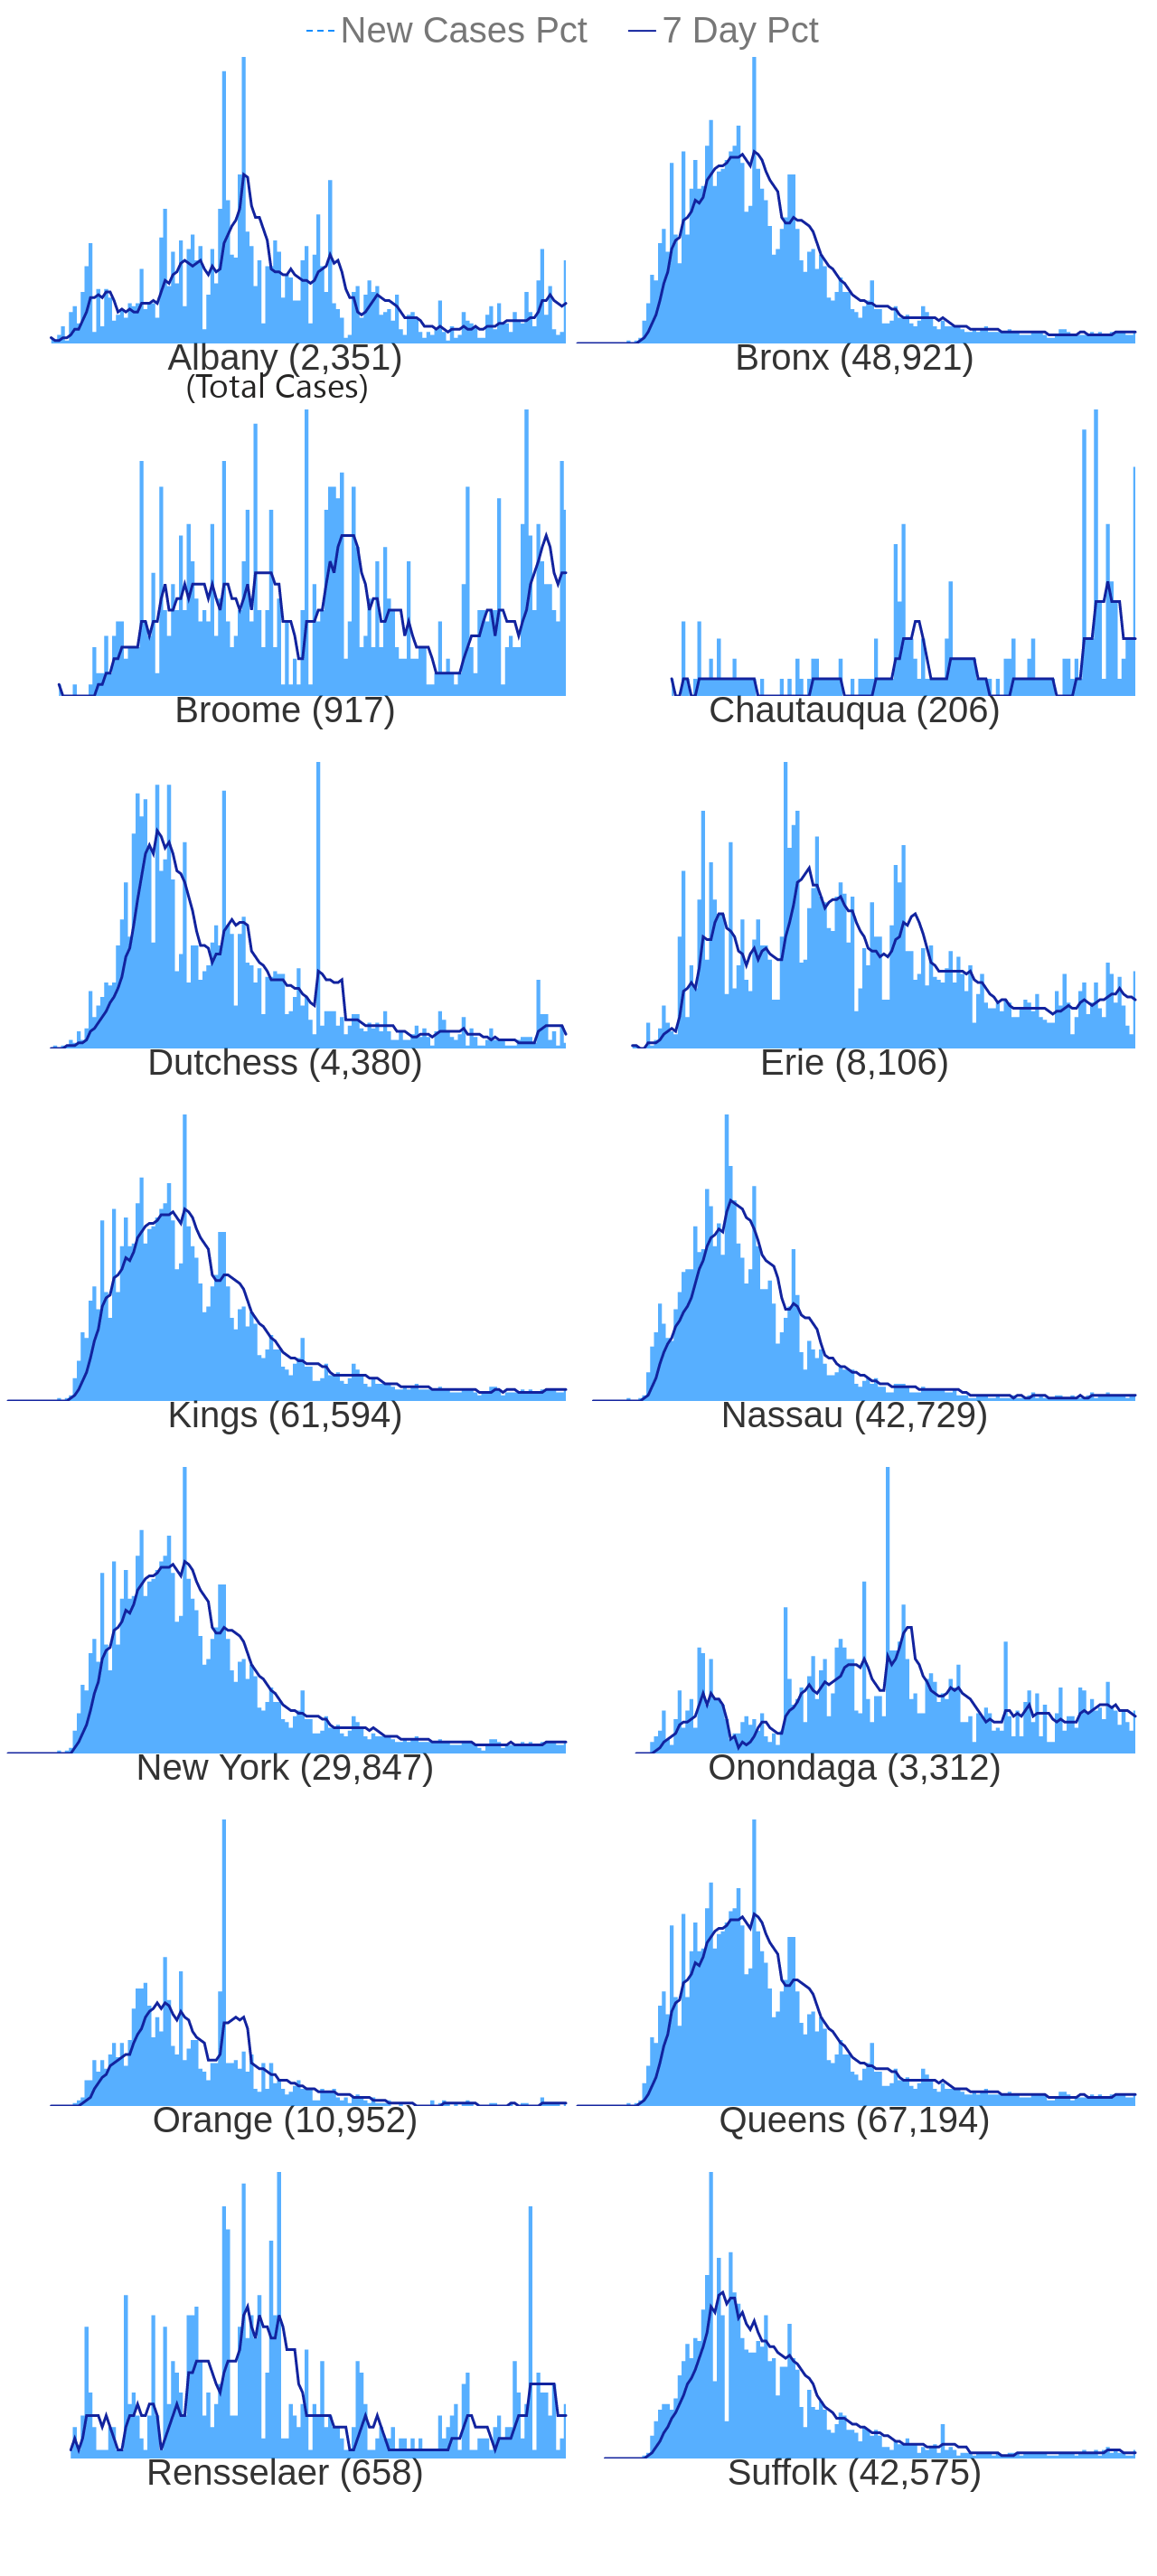 New Cases Pct 7 Day Pct
Albany (2,351) Bronx (48,921)
(Total Cases)
Broome (917) Chautauqua (206)
Dutchess (4,380) Erie (8,106)
Kings (61,594) Nassau (42,729)
New York (29,847) Onondaga (3,312)
Orange (10,952) Queens (67,194)
Rensselaer (658) Suffolk (42,575)